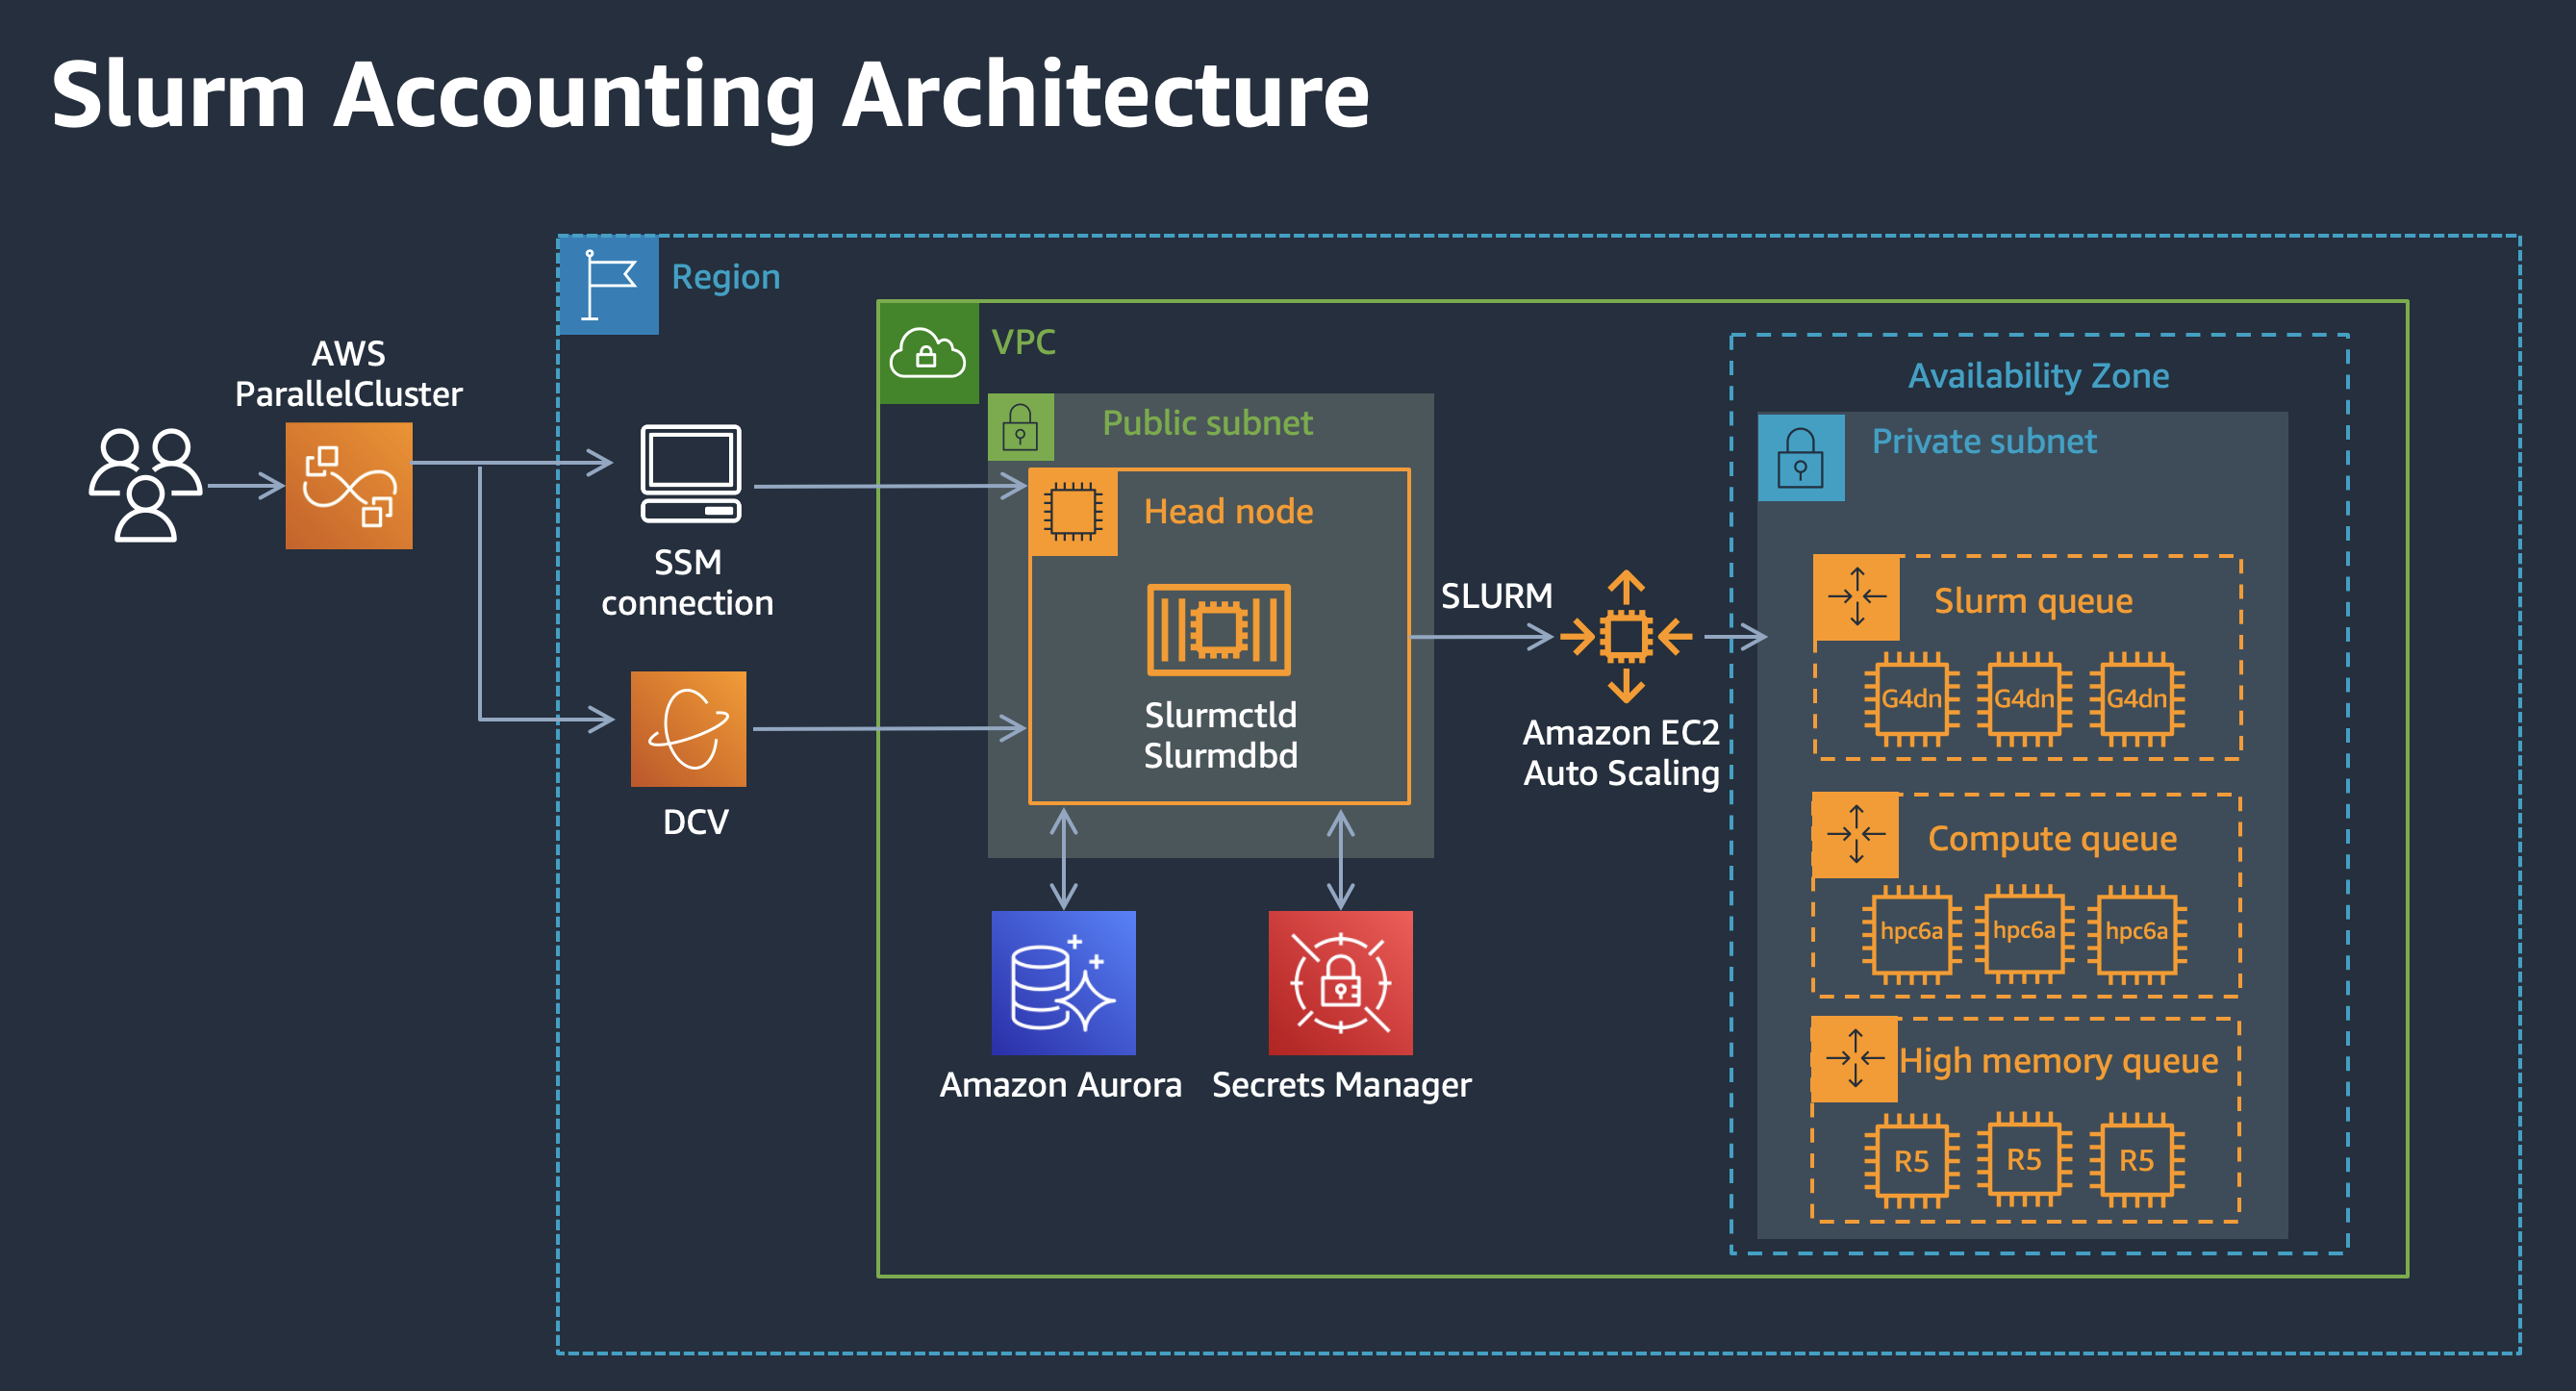 Slurm Accounting Architecture
Region
VPC
AWS
ParallelCluster
Availability Zone
Public subnet
Private subnet
Head node
SSM
connection
SLURM
Slurm queue
G4dn G4dn G4dn
Slurmctld
Slurmdbd
Amazon EC2
Auto Scaling
DCV
Compute queue
hpc6a hpc6a hpc6a
Amazon Aurora
Secrets Manager
High memory queue
R5 R5 R5